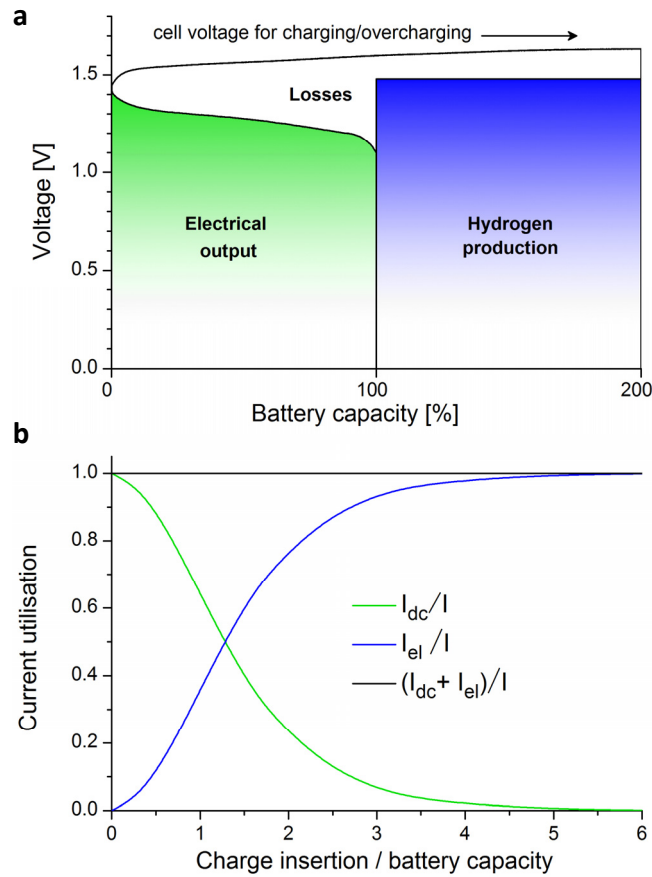 a
cell voltage for charging/overcharging
Voltage [V]
1.5
1.0
0.5
0.0
Losses
Electrical
output
Hydrogen
production
0
100
200
Battery capacity [%]
b
Current utilisation
1.0
0.8
0.6
0.4
0.2
0.0
I_dc/I
I_el /I
(I_dc+ I_el)/I
0
1
2
3
4
5
6
Charge insertion / battery capacity